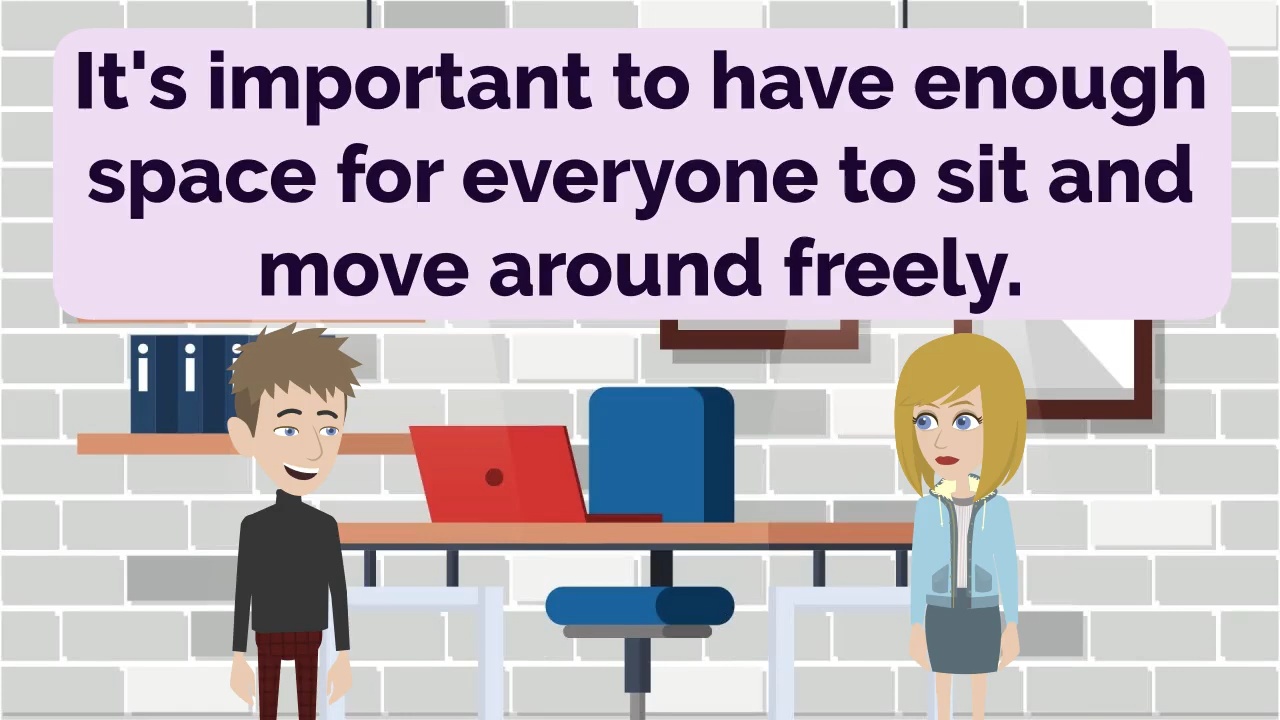 It's important to have enough
space for everyone to sit and
move around freely.